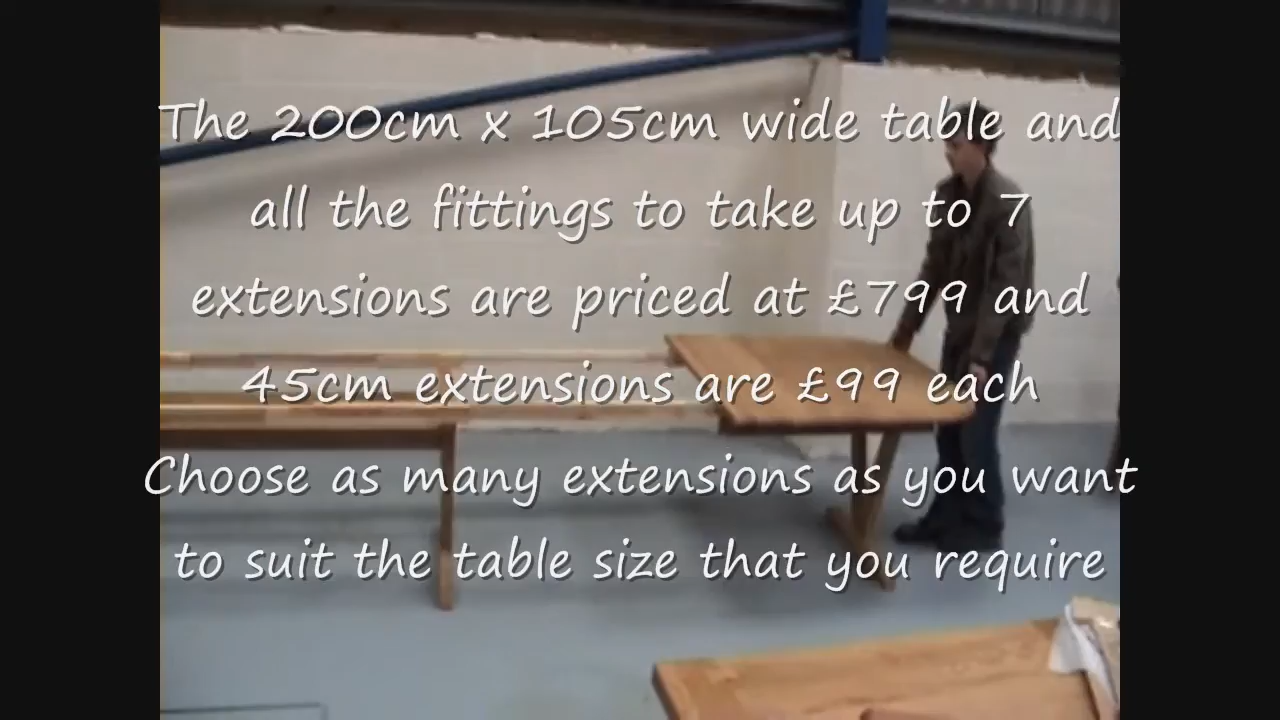 The 200cm x 105cm wide table and
all the fittings to take up to 7
extensions are priced at £799 and
45cm extensions are £99 each
Choose as many extensions as you want
to suit the table size that you require